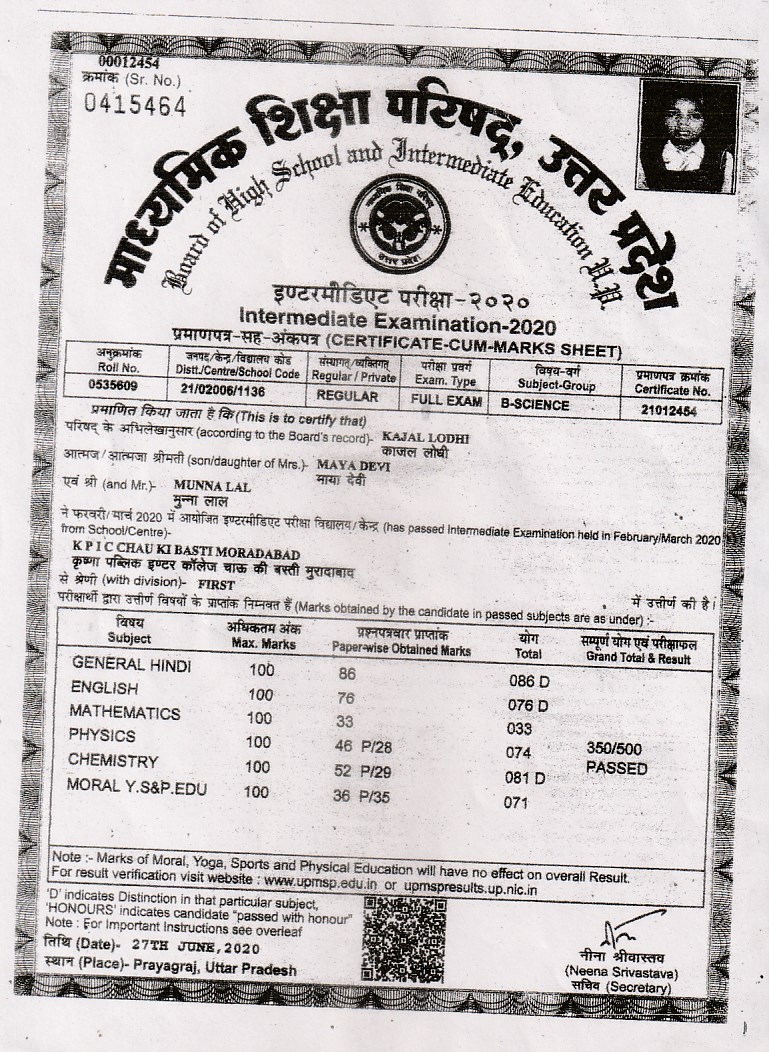 00012454
क्रमांक (Sr. No.)
0415464
माध्यमिक शिक्षा परिषद्, उत्तर प्रदेश
Board of High School and Intermediate Education U.P.
माध्यमिक शिक्षा परिषद
उत्तर प्रदेश
इण्टरमीडिएट परीक्षा-२०२०
Intermediate Examination-2020
प्रमाणपत्र-सह-अंकपत्र (CERTIFICATE-CUM-MARKS SHEET)
अनुक्रमांक जनपद/केन्द्र/विद्यालय कोड संस्थागत/व्यक्तिगत परीक्षा प्रवर्ग विषय-वर्ग प्रमाणपत्र क्रमांक
Roll No. Distt./Centre/School Code Regular / Private Exam. Type Subject-Group Certificate No.
0535609 21/02006/1136 REGULAR FULL EXAM B-SCIENCE 21012454
प्रमाणित किया जाता है कि (This is to certify that)
परिषद् के अभिलेखानुसार (according to the Board's record)- KAJAL LODHI
काजल लोधी
आत्मज/आत्मजा श्रीमती (son/daughter of Mrs.)- MAYA DEVI
माया देवी
एवं श्री (and Mr.)- MUNNA LAL
मुन्ना लाल
ने फरवरी/मार्च 2020 में आयोजित इण्टरमीडिएट परीक्षा विद्यालय/केन्द्र (has passed Intermediate Examination held in February/March 2020
from School/Centre)-
K P I C CHAU KI BASTI MORADABAD
कृष्णा पब्लिक इण्टर कॉलेज चाऊ की बस्ती मुरादाबाद
से श्रेणी (with division)- FIRST में उत्तीर्ण की है।
परीक्षार्थी द्वारा उत्तीर्ण विषयों के प्राप्तांक निम्नवत हैं (Marks obtained by the candidate in passed subjects are as under) :-
विषय अधिकतम अंक प्रश्नपत्रवार प्राप्तांक योग सम्पूर्ण योग एवं परीक्षाफल
Subject Max. Marks Paper-wise Obtained Marks Total Grand Total & Result
GENERAL HINDI 100 86 086 D
ENGLISH 100 76 076 D
MATHEMATICS 100 33 033
PHYSICS 100 46 P/28 074 350/500
CHEMISTRY 100 52 P/29 081 D PASSED
MORAL Y.S&P.EDU 100 36 P/35 071
Note :- Marks of Moral, Yoga, Sports and Physical Education will have no effect on overall Result.
For result verification visit website : www.upmsp.edu.in or upmspresults.up.nic.in
'D' indicates Distinction in that particular subject,
'HONOURS' indicates candidate "passed with honour"
Note : For Important Instructions see overleaf
तिथि (Date)- 27TH JUNE, 2020
स्थान (Place)- Prayagraj, Uttar Pradesh
नीना श्रीवास्तव
(Neena Srivastava)
सचिव (Secretary)